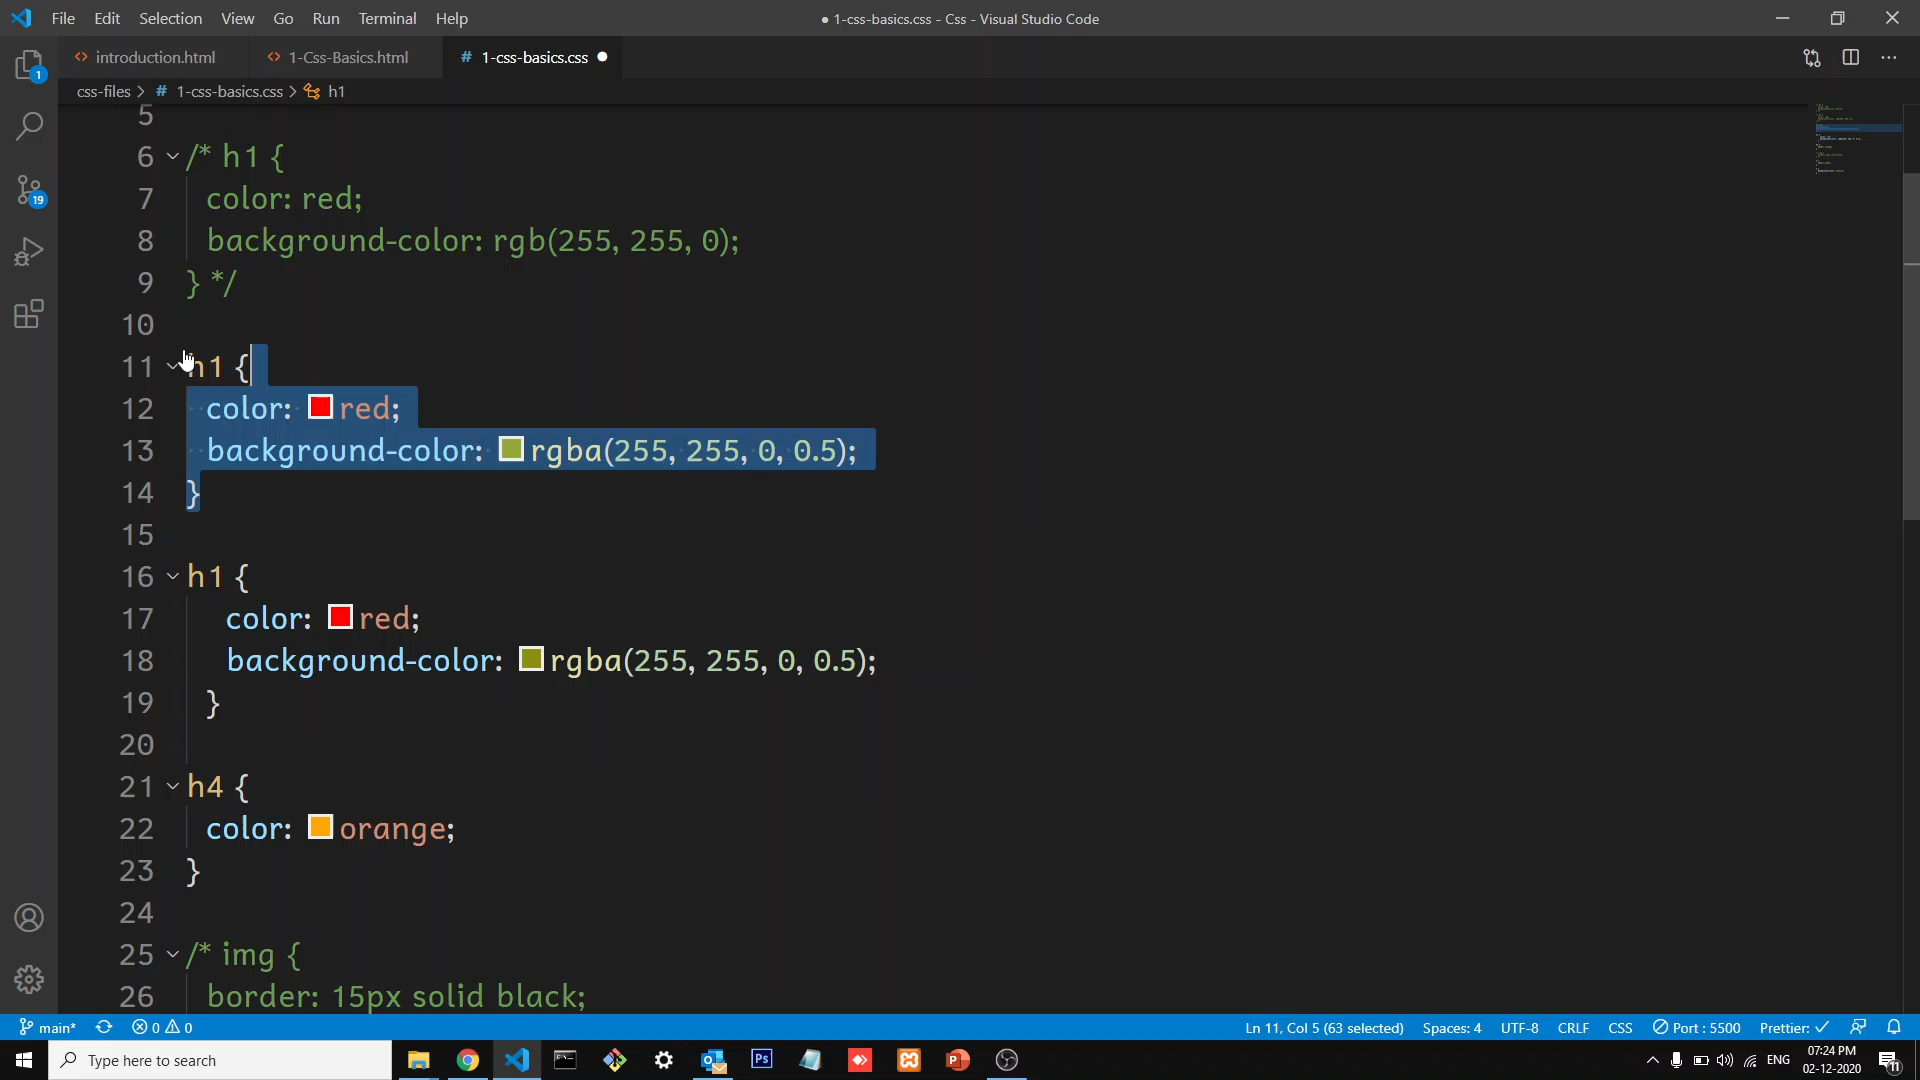 File Edit Selection View Go Run Terminal Help
● 1-css-basics.css - Css - Visual Studio Code
introduction.html
1-Css-Basics.html
# 1-css-basics.css
css-files > # 1-css-basics.css > h1
1
19
5
6 /* h1 {
7 color: red;
8 background-color: rgb(255, 255, 0);
9 } */
10
11 h1 {
12 color: red;
13 background-color: rgba(255, 255, 0, 0.5);
14 }
15
16 h1 {
17 color: red;
18 background-color: rgba(255, 255, 0, 0.5);
19 }
20
21 h4 {
22 color: orange;
23 }
24
25 /* img {
26 border: 15px solid black;
main* 0 0 Ln 11, Col 5 (63 selected) Spaces: 4 UTF-8 CRLF CSS Port : 5500 Prettier: ✓
Type here to search
Ps
ENG
07:24 PM
02-12-2020
11